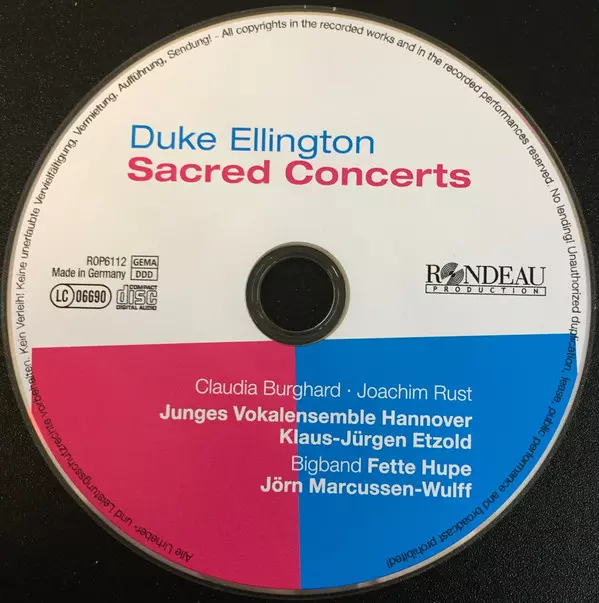 Alle Urheber- und Leistungsschutzrechte vorbehalten. Kein Verleih! Keine unerlaubte Vervielfältigung, Vermietung, Aufführung, Sendung! - All copyrights in the recorded works and in the recorded performances reserved. No lending! Unauthorized duplication, lease, public performance and broadcast prohibited!
Duke Ellington
Sacred Concerts
ROP6112 GEMA
Made in Germany DDD
LC 06690 COMPACT disc DIGITAL AUDIO
RONDEAU
PRODUCTION
Claudia Burghard · Joachim Rust
Junges Vokalensemble Hannover
Klaus-Jürgen Etzold
Bigband Fette Hupe
Jörn Marcussen-Wulff